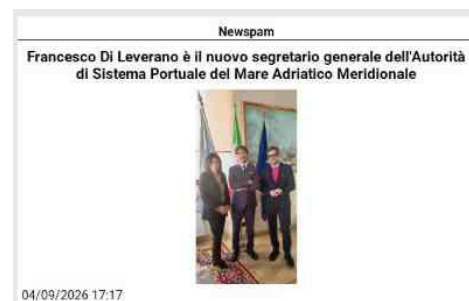 Newspam
Francesco Di Leverano è il nuovo segretario generale dell'Autorità
di Sistema Portuale del Mare Adriatico Meridionale
04/09/2026 17:17